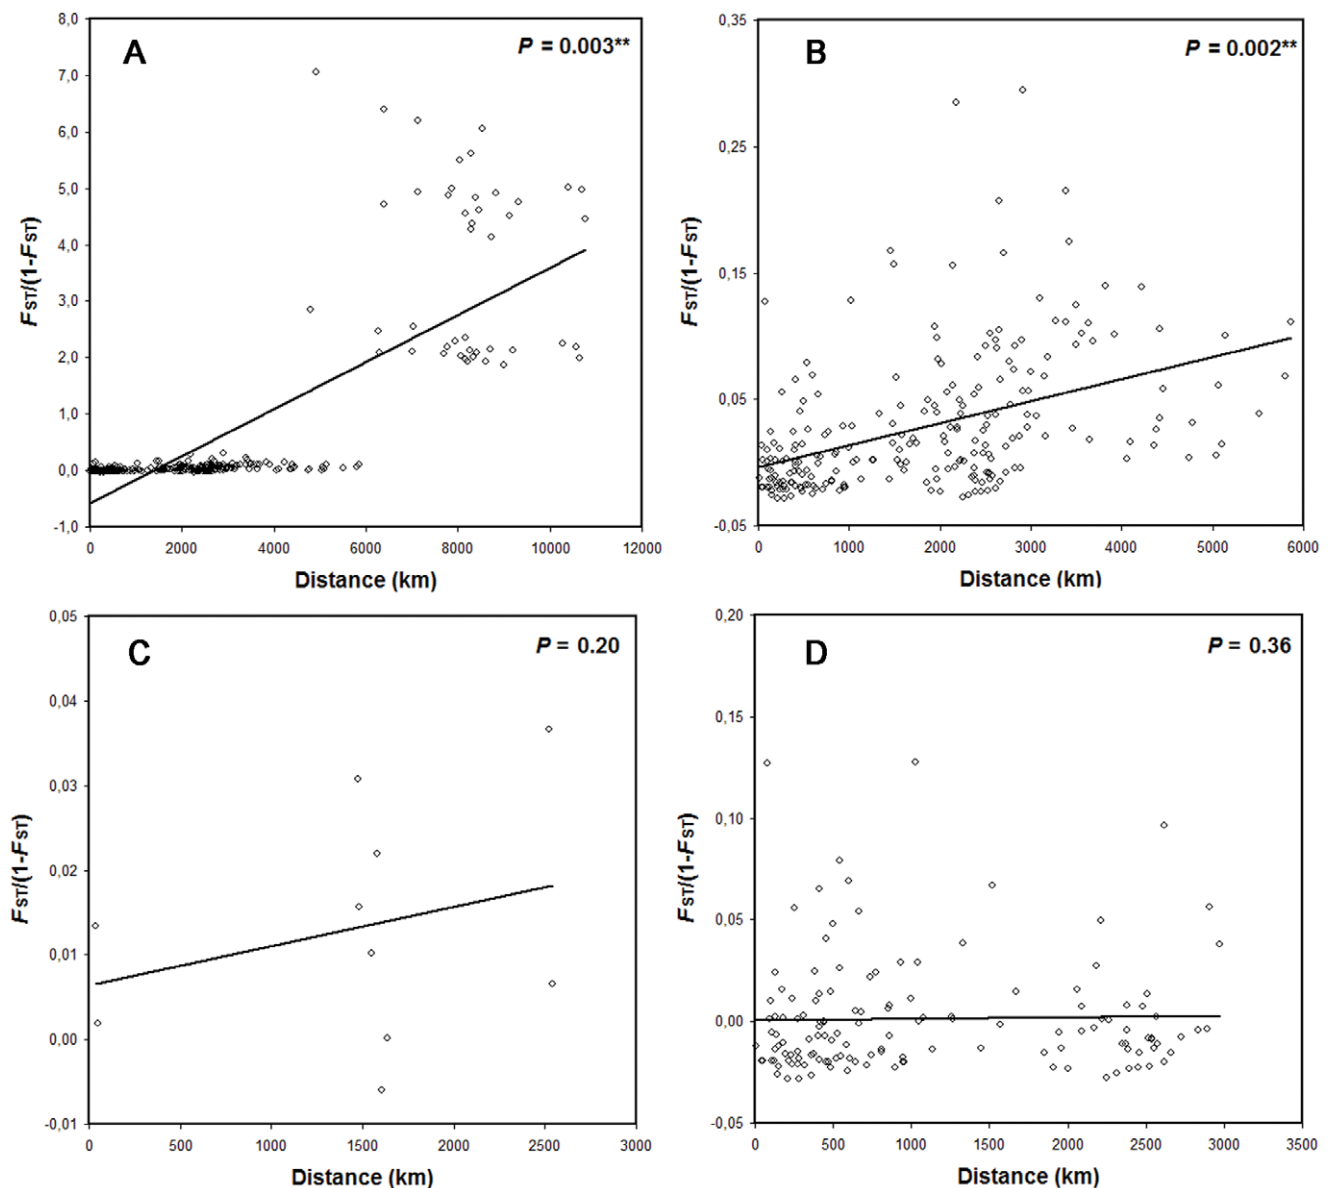 A
P = 0.003**
8,0
7,0
6,0
5,0
4,0
3,0
2,0
1,0
0,0
-1,0
FST/(1-FST)
0 2000 4000 6000 8000 10000 12000
Distance (km)
B
P = 0.002**
0,35
0,25
0,15
0,05
-0,05
FST/(1-FST)
0 1000 2000 3000 4000 5000 6000
Distance (km)
C
P = 0.20
0,05
0,04
0,03
0,02
0,01
0,00
-0,01
FST/(1-FST)
0 500 1000 1500 2000 2500 3000
Distance (km)
D
P = 0.36
0,20
0,15
0,10
0,05
0,00
-0,05
FST/(1-FST)
0 500 1000 1500 2000 2500 3000 3500
Distance (km)